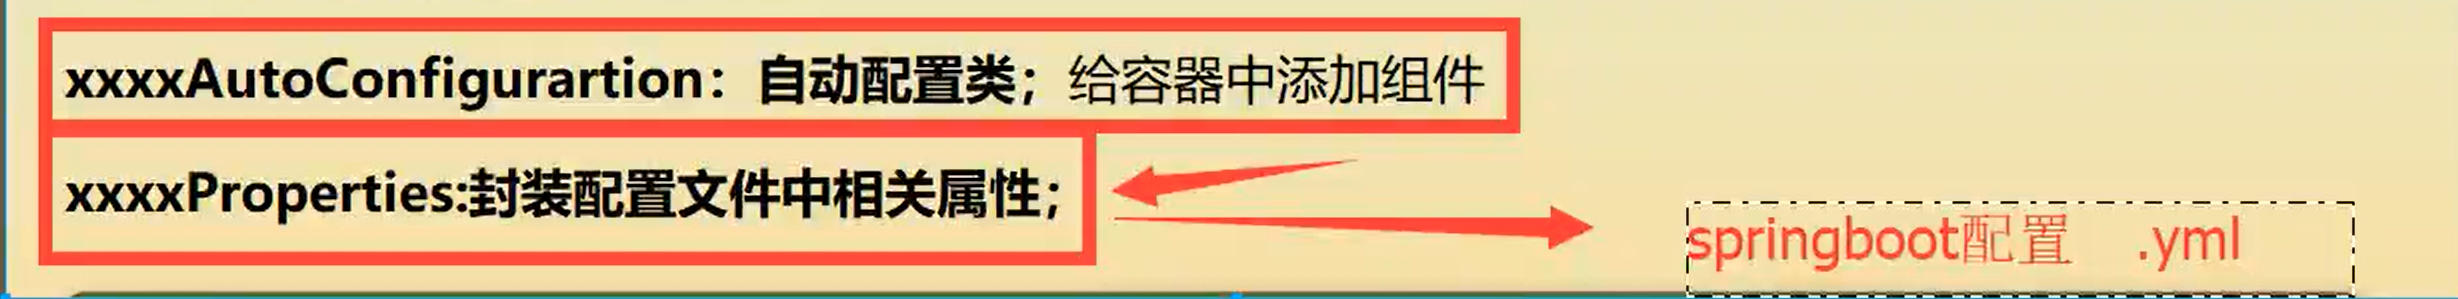 xxxxAutoConfigurartion：自动配置类；给容器中添加组件
xxxxProperties:封装配置文件中相关属性；
springboot配置 .yml